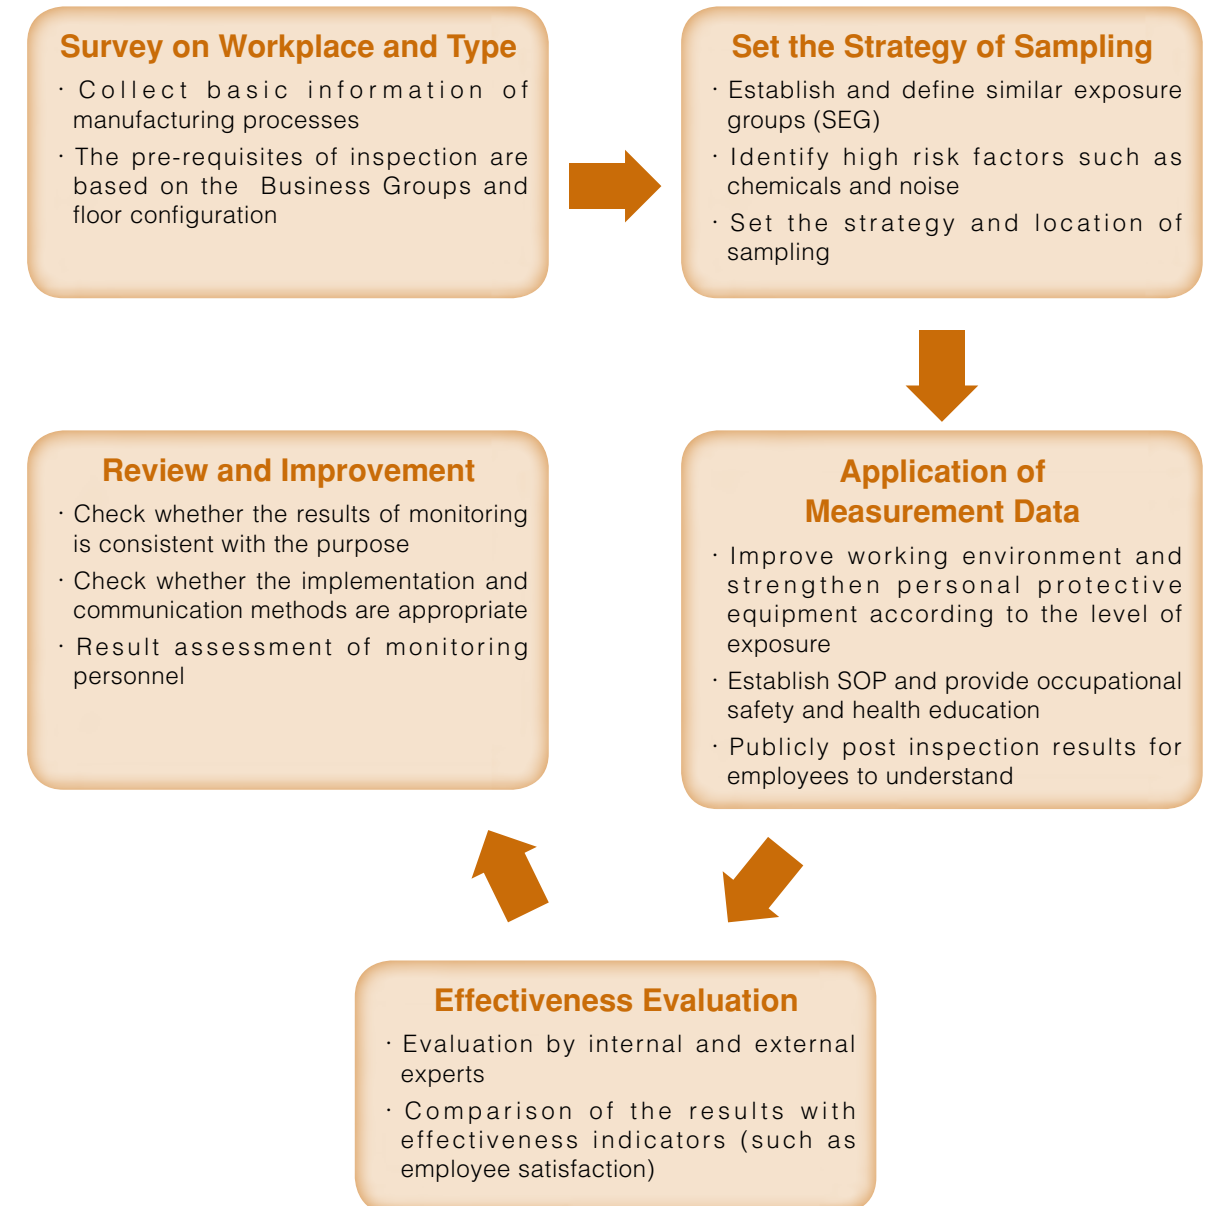 Survey on Workplace and Type
· Collect basic information of
manufacturing processes
· The pre-requisites of inspection are
based on the Business Groups and
floor configuration
Set the Strategy of Sampling
· Establish and define similar exposure
groups (SEG)
· Identify high risk factors such as
chemicals and noise
· Set the strategy and location of
sampling
Application of
Measurement Data
· Improve working environment and
strengthen personal protective
equipment according to the level of
exposure
· Establish SOP and provide occupational
safety and health education
· Publicly post inspection results for
employees to understand
Effectiveness Evaluation
· Evaluation by internal and external
experts
· Comparison of the results with
effectiveness indicators (such as
employee satisfaction)
Review and Improvement
· Check whether the results of monitoring
is consistent with the purpose
· Check whether the implementation and
communication methods are appropriate
· Result assessment of monitoring
personnel